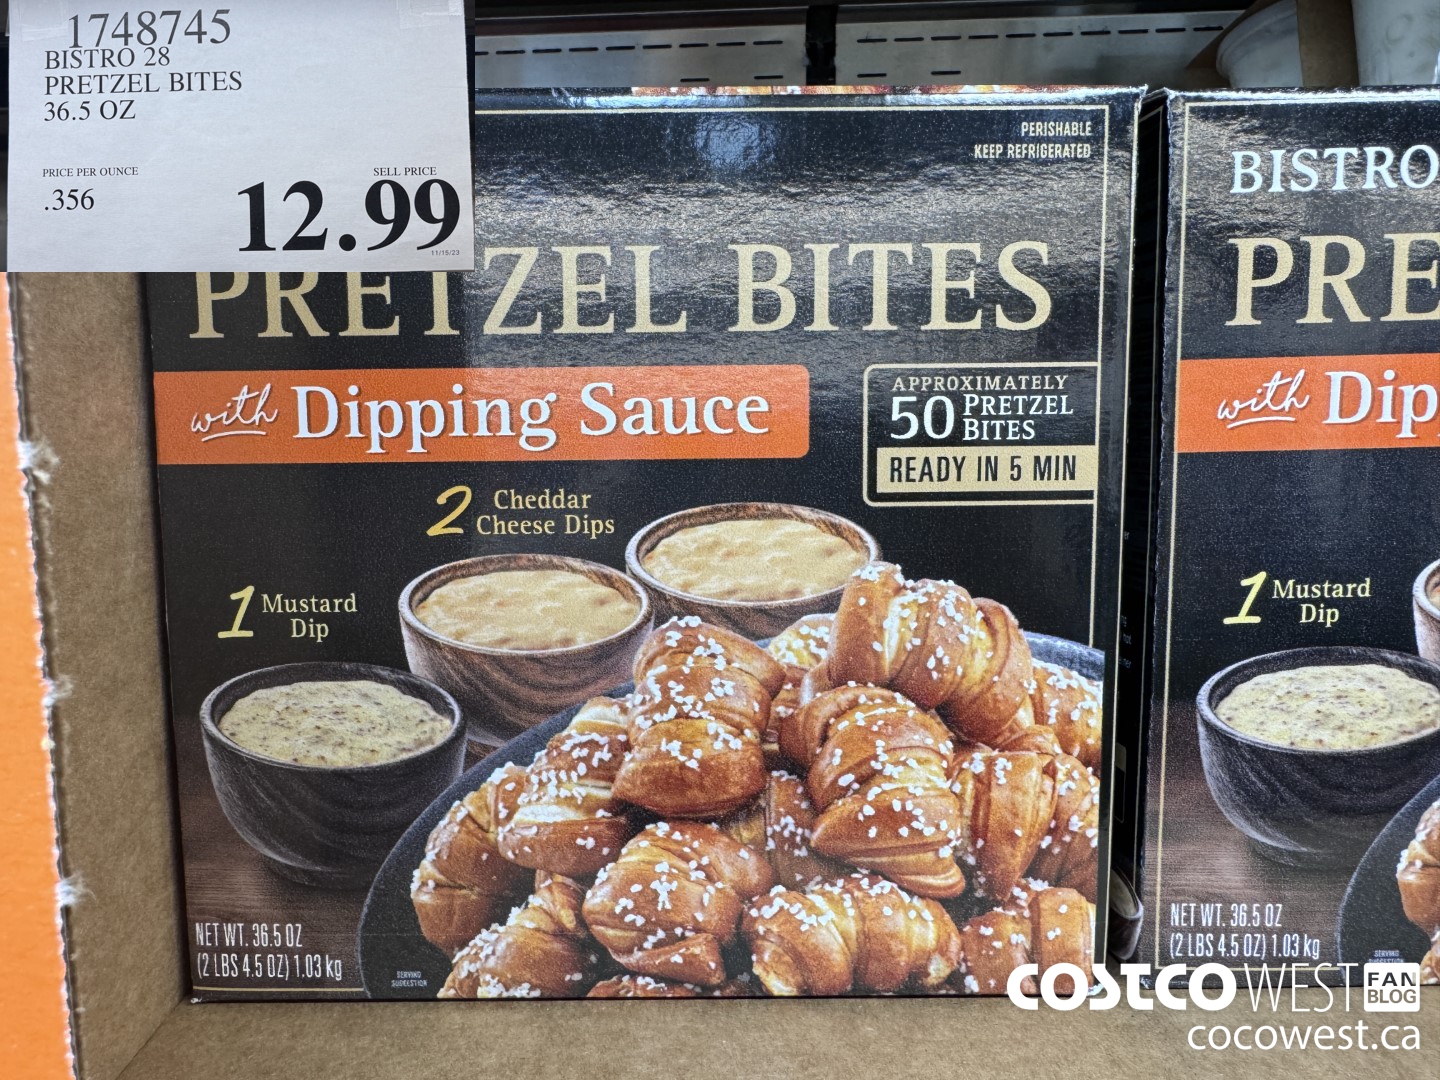 1748745
BISTRO 28
PRETZEL BITES
36.5 OZ
PRICE PER OUNCE
.356
SELL PRICE
12.99
11/15/23
PERISHABLE
KEEP REFRIGERATED
PRETZEL BITES
with Dipping Sauce
APPROXIMATELY
50 PRETZEL
BITES
READY IN 5 MIN
2 Cheddar
Cheese Dips
1 Mustard
Dip
NET WT. 36.5 OZ
(2 LBS 4.5 OZ) 1.03 kg
SERVING
SUGGESTION
BISTRO
PRE
with Dip
1 Mustard
Dip
NET WT. 36.5 OZ
(2 LBS 4.5 OZ) 1.03 kg
SERVING
SUGGESTION
COSTCO WEST FAN
BLOG
cocowest.ca